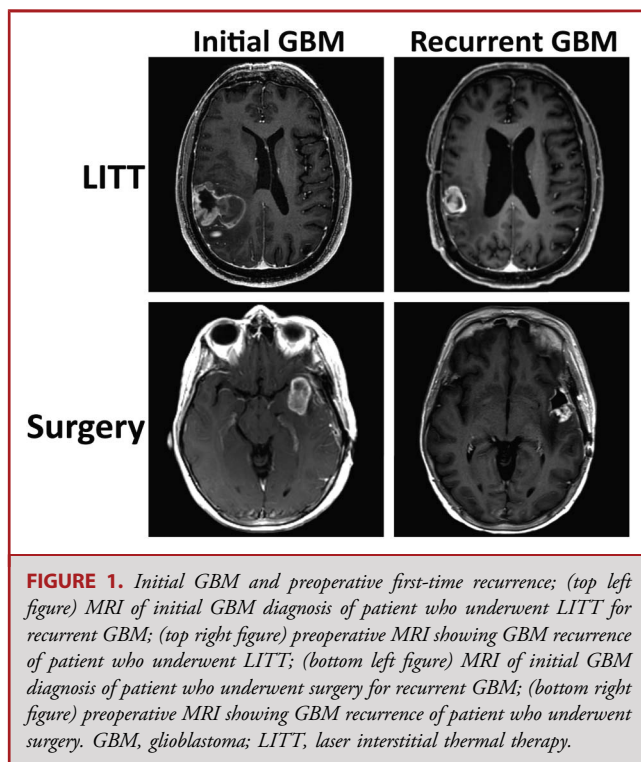 Initial GBM Recurrent GBM
LITT
Surgery
FIGURE 1. Initial GBM and preoperative first-time recurrence; (top left
figure) MRI of initial GBM diagnosis of patient who underwent LITT for
recurrent GBM; (top right figure) preoperative MRI showing GBM recurrence
of patient who underwent LITT; (bottom left figure) MRI of initial GBM
diagnosis of patient who underwent surgery for recurrent GBM; (bottom right
figure) preoperative MRI showing GBM recurrence of patient who underwent
surgery. GBM, glioblastoma; LITT, laser interstitial thermal therapy.